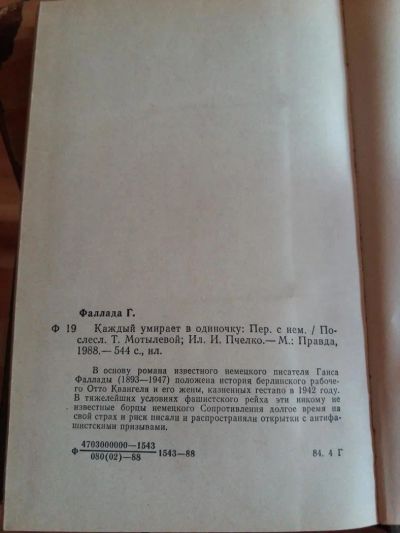 Фаллада Г.
Ф 19 Каждый умирает в одиночку: Пер. с нем. / По-
слесл. Т. Мотылевой; Ил. И. Пчелко.— М.: Правда,
1988.— 544 с., ил.
В основу романа известного немецкого писателя Ганса
Фаллады (1893—1947) положена история берлинского рабоче-
го Отто Квангеля и его жены, казненных гестапо в 1942 году.
В тяжелейших условиях фашистского рейха эти никому не
известные борцы немецкого Сопротивления долгое время на
свой страх и риск писали и распространяли открытки с антифа-
шистскими призывами.
Ф 4703000000—1543
080(02)—88
1543—88
84. 4 Г